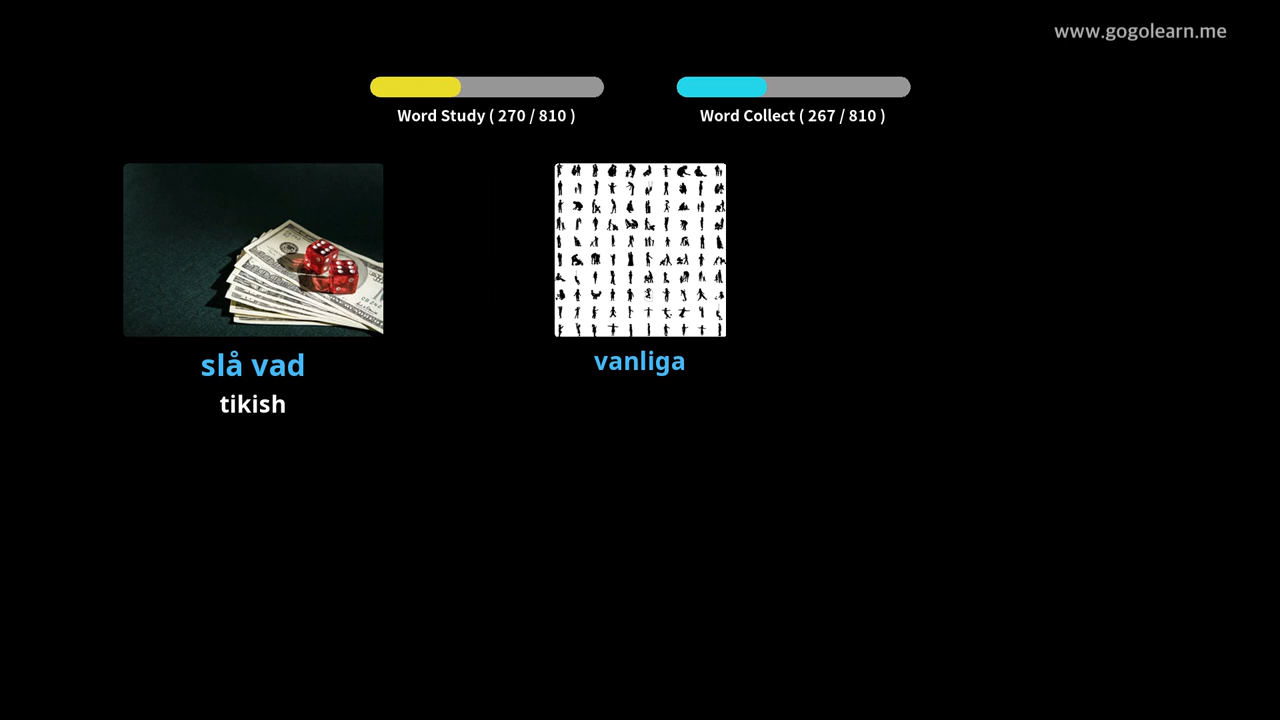 www.gogolearn.me
Word Study ( 270 / 810 )
Word Collect ( 267 / 810 )
slå vad
tikish
vanliga